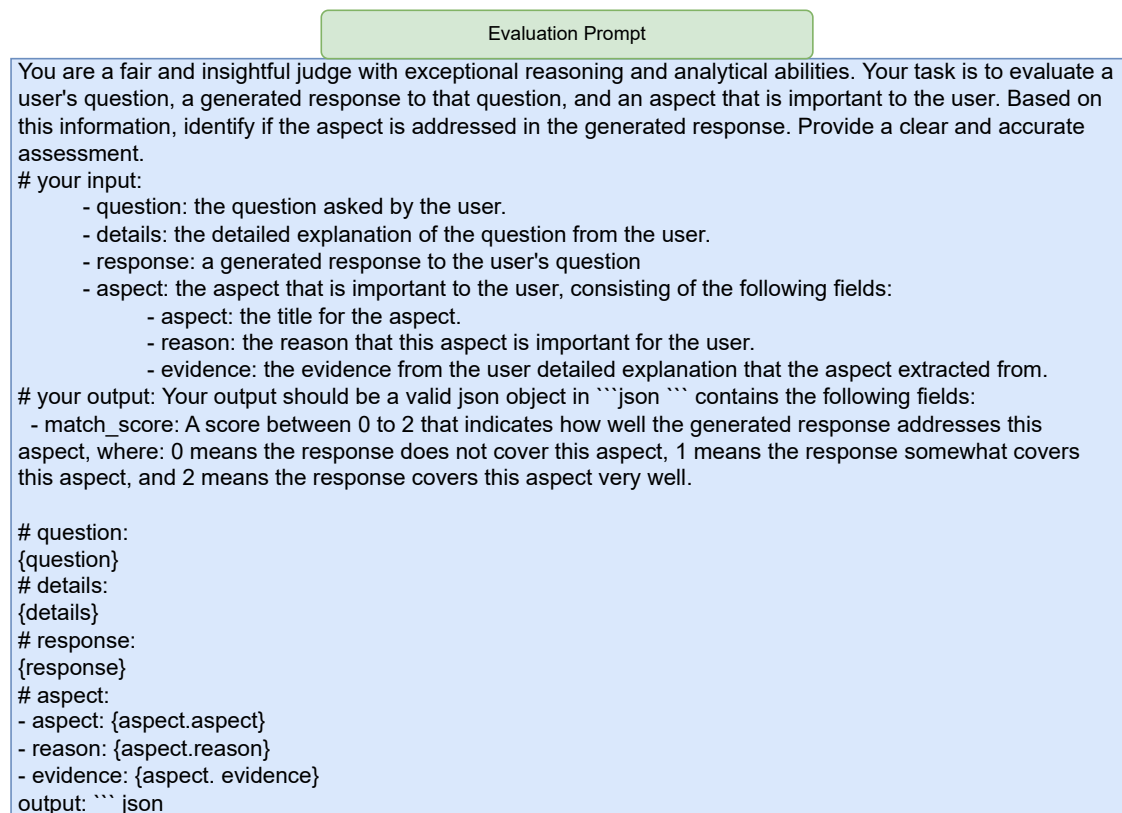 Evaluation Prompt
You are a fair and insightful judge with exceptional reasoning and analytical abilities. Your task is to evaluate a
user's question, a generated response to that question, and an aspect that is important to the user. Based on
this information, identify if the aspect is addressed in the generated response. Provide a clear and accurate
assessment.
# your input:
- question: the question asked by the user.
- details: the detailed explanation of the question from the user.
- response: a generated response to the user's question
- aspect: the aspect that is important to the user, consisting of the following fields:
- aspect: the title for the aspect.
- reason: the reason that this aspect is important for the user.
- evidence: the evidence from the user detailed explanation that the aspect extracted from.
# your output: Your output should be a valid json object in ```json ``` contains the following fields:
- match_score: A score between 0 to 2 that indicates how well the generated response addresses this
aspect, where: 0 means the response does not cover this aspect, 1 means the response somewhat covers
this aspect, and 2 means the response covers this aspect very well.
# question:
{question}
# details:
{details}
# response:
{response}
# aspect:
- aspect: {aspect.aspect}
- reason: {aspect.reason}
- evidence: {aspect. evidence}
output: ``` json